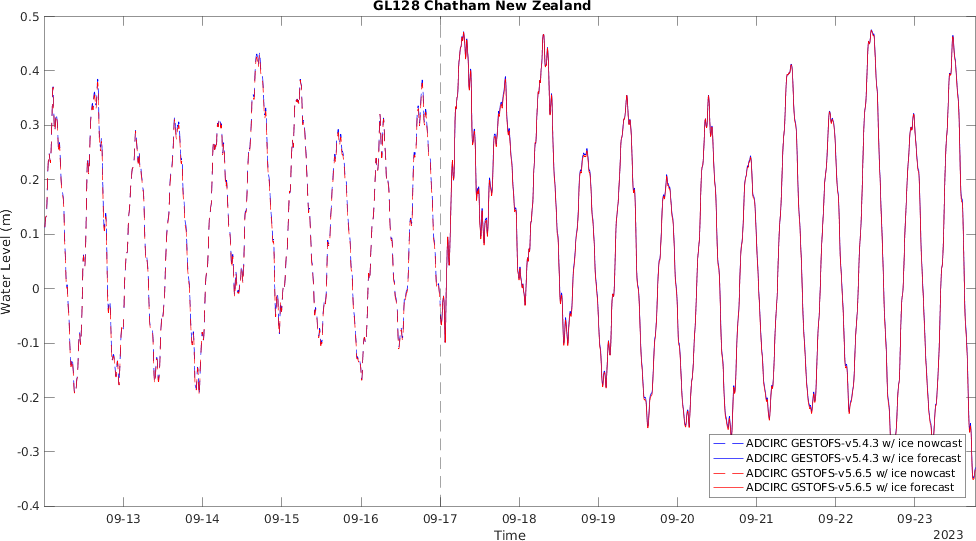 GL128 Chatham New Zealand
0.5
0.4
0.3
0.2
0.1
0
-0.1
-0.2
-0.3
-0.4
Water Level (m)
ADCIRC GESTOFS-v5.4.3 w/ ice nowcast
ADCIRC GESTOFS-v5.4.3 w/ ice forecast
ADCIRC GSTOFS-v5.6.5 w/ ice nowcast
ADCIRC GSTOFS-v5.6.5 w/ ice forecast
09-13 09-14 09-15 09-16 09-17 09-18 09-19 09-20 09-21 09-22 09-23
Time
2023